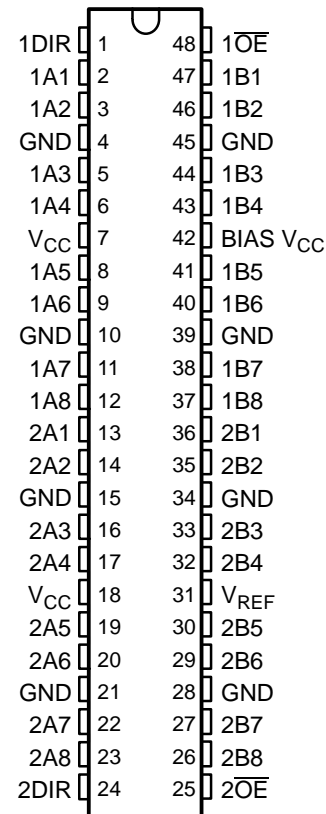 1DIR 1 48 1O̅E̅
1A1 2 47 1B1
1A2 3 46 1B2
GND 4 45 GND
1A3 5 44 1B3
1A4 6 43 1B4
VCC 7 42 BIAS VCC
1A5 8 41 1B5
1A6 9 40 1B6
GND 10 39 GND
1A7 11 38 1B7
1A8 12 37 1B8
2A1 13 36 2B1
2A2 14 35 2B2
GND 15 34 GND
2A3 16 33 2B3
2A4 17 32 2B4
VCC 18 31 VREF
2A5 19 30 2B5
2A6 20 29 2B6
GND 21 28 GND
2A7 22 27 2B7
2A8 23 26 2B8
2DIR 24 25 2O̅E̅